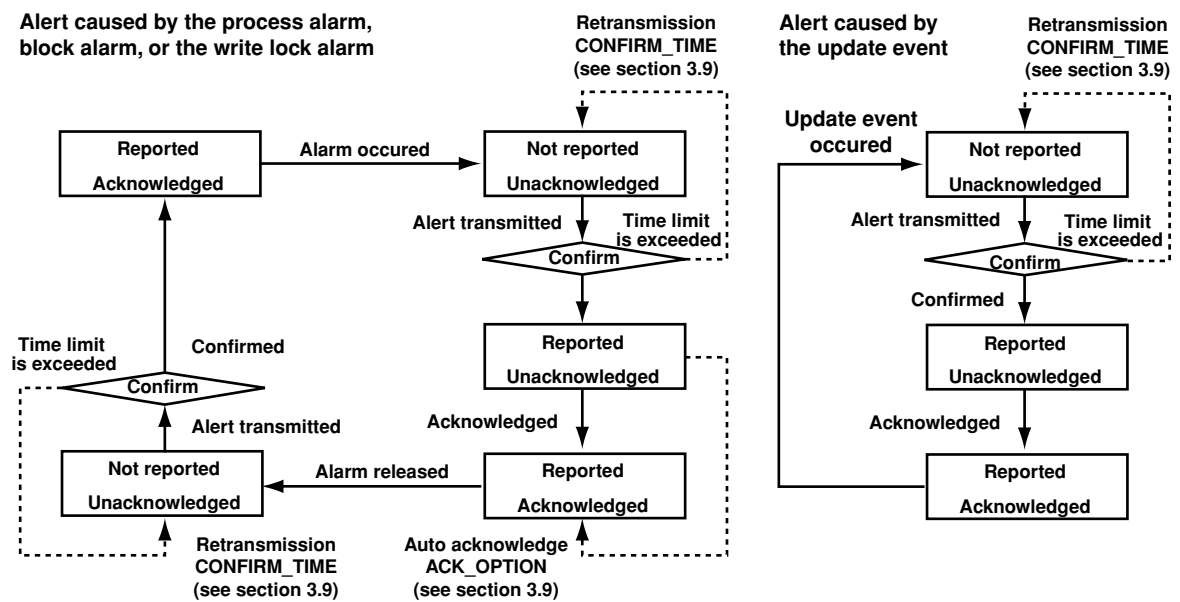 Alert caused by the process alarm,
block alarm, or the write lock alarm
Retransmission
CONFIRM_TIME
(see section 3.9)
Reported
Acknowledged
Alarm occured
Not reported
Unacknowledged
Alert transmitted
Time limit
is exceeded
Confirm
Reported
Unacknowledged
Acknowledged
Reported
Acknowledged
Auto acknowledge
ACK_OPTION
(see section 3.9)
Alarm released
Not reported
Unacknowledged
Alert transmitted
Confirm
Time limit
is exceeded
Confirmed
Retransmission
CONFIRM_TIME
(see section 3.9)
Alert caused by
the update event
Retransmission
CONFIRM_TIME
(see section 3.9)
Update event
occured
Not reported
Unacknowledged
Alert transmitted
Time limit
is exceeded
Confirm
Confirmed
Reported
Unacknowledged
Acknowledged
Reported
Acknowledged